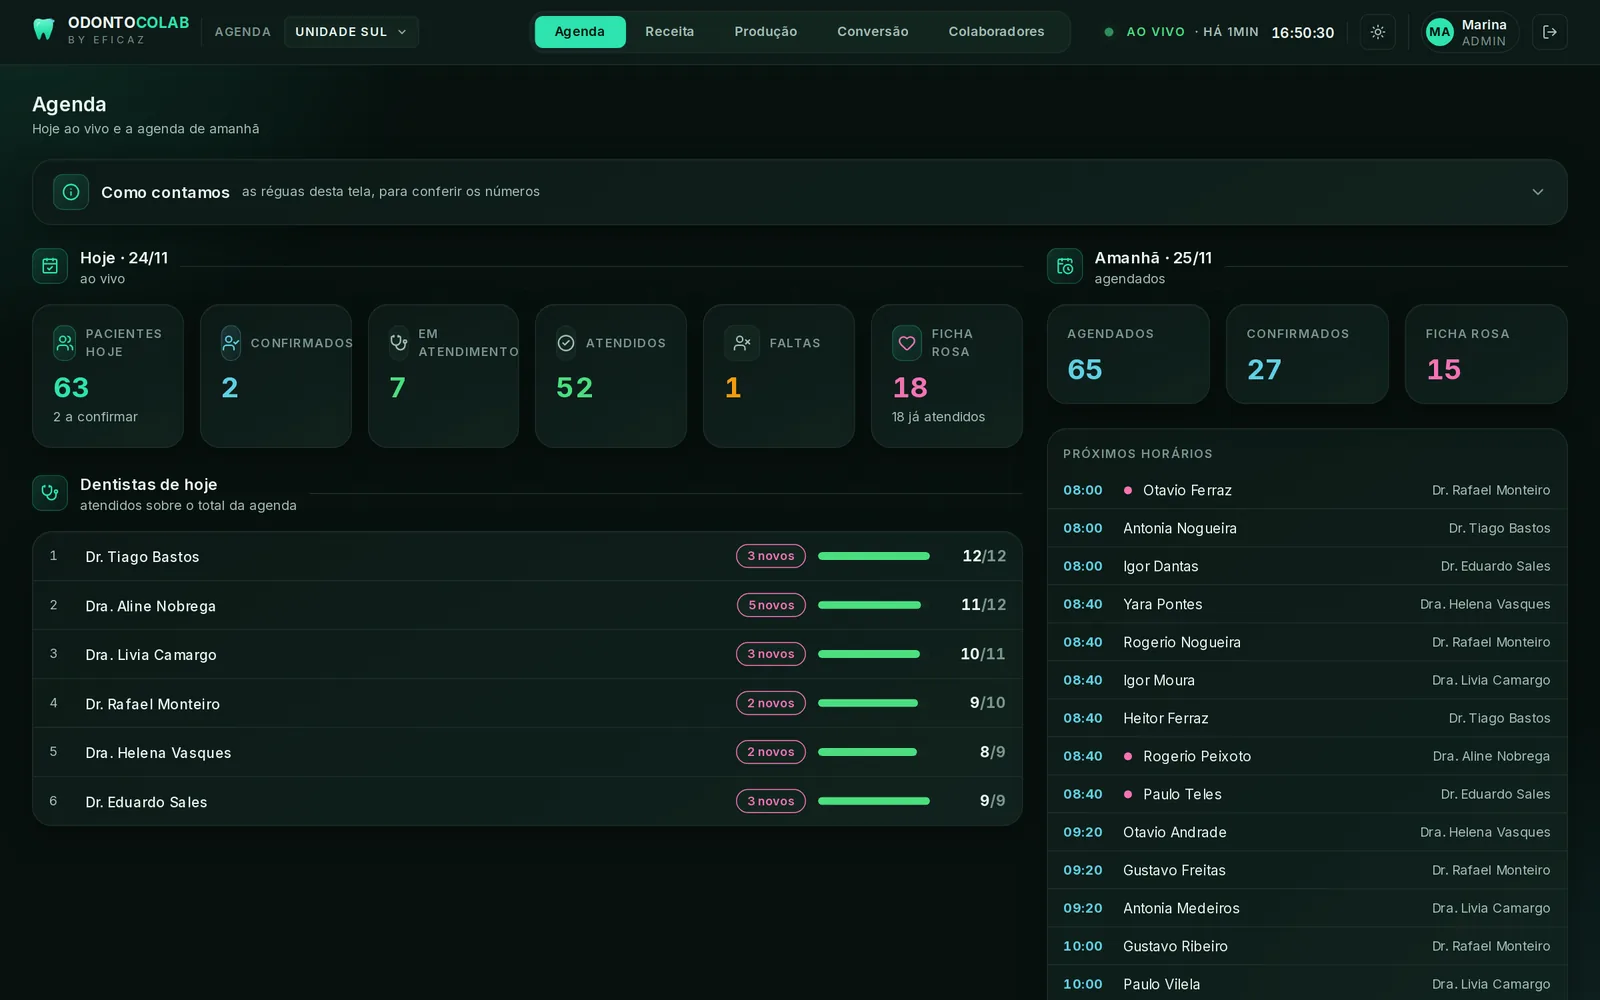 ODONTOCOLAB
BY EFICAZ
AGENDA
UNIDADE SUL
Agenda
Receita
Produção
Conversão
Colaboradores
AO VIVO · HÁ 1MIN
16:50:30
MA
Marina
ADMIN
Agenda
Hoje ao vivo e a agenda de amanhã
Como contamos as réguas desta tela, para conferir os números
Hoje · 24/11
ao vivo
PACIENTES
HOJE
63
2 a confirmar
CONFIRMADOS
2
EM
ATENDIMENTO
7
ATENDIDOS
52
FALTAS
1
FICHA
ROSA
18
18 já atendidos
Dentistas de hoje
atendidos sobre o total da agenda
1 Dr. Tiago Bastos 3 novos 12/12
2 Dra. Aline Nobrega 5 novos 11/12
3 Dra. Livia Camargo 3 novos 10/11
4 Dr. Rafael Monteiro 2 novos 9/10
5 Dra. Helena Vasques 2 novos 8/9
6 Dr. Eduardo Sales 3 novos 9/9
Amanhã · 25/11
agendados
AGENDADOS
65
CONFIRMADOS
27
FICHA ROSA
15
PRÓXIMOS HORÁRIOS
08:00 Otavio Ferraz Dr. Rafael Monteiro
08:00 Antonia Nogueira Dr. Tiago Bastos
08:00 Igor Dantas Dr. Eduardo Sales
08:40 Yara Pontes Dra. Helena Vasques
08:40 Rogerio Nogueira Dr. Rafael Monteiro
08:40 Igor Moura Dra. Livia Camargo
08:40 Heitor Ferraz Dr. Tiago Bastos
08:40 Rogerio Peixoto Dra. Aline Nobrega
08:40 Paulo Teles Dr. Eduardo Sales
09:20 Otavio Andrade Dra. Helena Vasques
09:20 Gustavo Freitas Dr. Rafael Monteiro
09:20 Antonia Medeiros Dra. Livia Camargo
10:00 Gustavo Ribeiro Dr. Rafael Monteiro
10:00 Paulo Vilela Dra. Livia Camargo